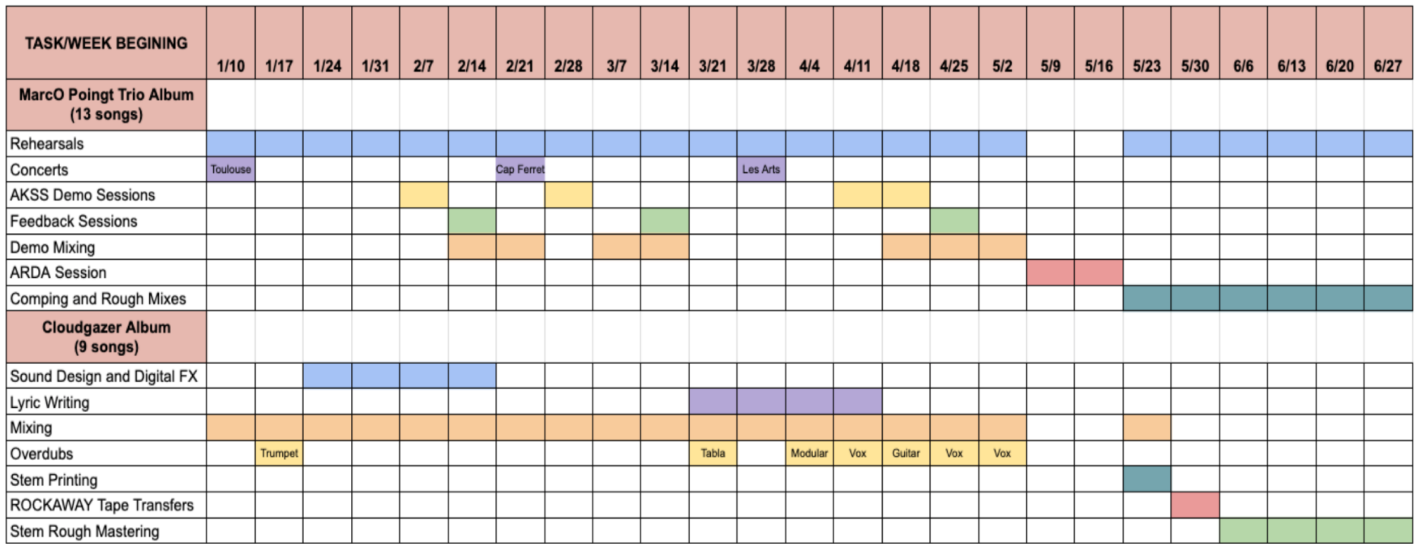 TASK/WEEK BEGINING 1/10 1/17 1/24 1/31 2/7 2/14 2/21 2/28 3/7 3/14 3/21 3/28 4/4 4/11 4/18 4/25 5/2 5/9 5/16 5/23 5/30 6/6 6/13 6/20 6/27
MarcO Poingt Trio Album
(13 songs)
Rehearsals
Concerts Toulouse Cap Ferret Les Arts
AKSS Demo Sessions
Feedback Sessions
Demo Mixing
ARDA Session
Comping and Rough Mixes
Cloudgazer Album
(9 songs)
Sound Design and Digital FX
Lyric Writing
Mixing
Overdubs Trumpet Tabla Modular Vox Guitar Vox Vox
Stem Printing
ROCKAWAY Tape Transfers
Stem Rough Mastering